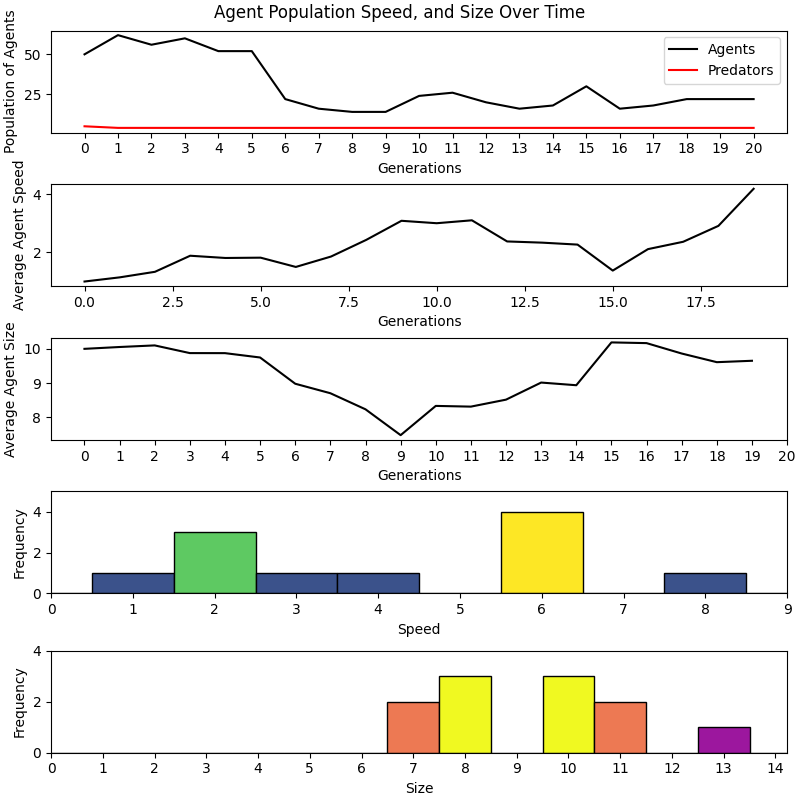 Agent Population Speed, and Size Over Time
Population of Agents
50
25
Agents
Predators
0 1 2 3 4 5 6 7 8 9 10 11 12 13 14 15 16 17 18 19 20
Generations
Average Agent Speed
4
2
0.0 2.5 5.0 7.5 10.0 12.5 15.0 17.5
Generations
Average Agent Size
10
9
8
0 1 2 3 4 5 6 7 8 9 10 11 12 13 14 15 16 17 18 19 20
Generations
Frequency
4
2
0
0 1 2 3 4 5 6 7 8 9
Speed
Frequency
4
2
0
0 1 2 3 4 5 6 7 8 9 10 11 12 13 14
Size